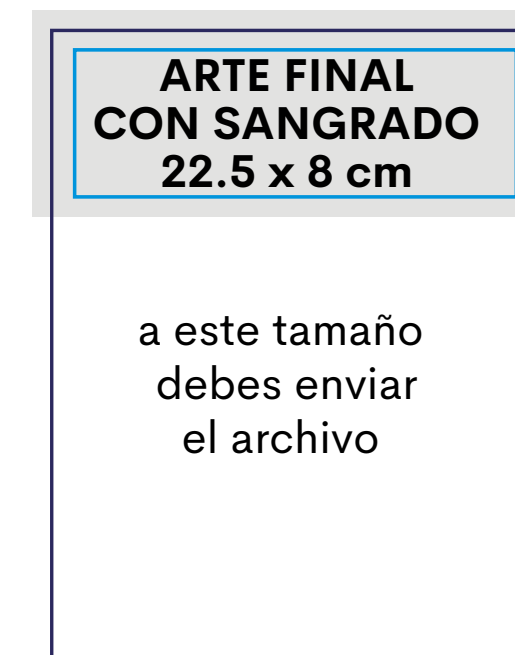 ARTE FINAL
CON SANGRADO
22.5 x 8 cm
a este tamaño
debes enviar
el archivo